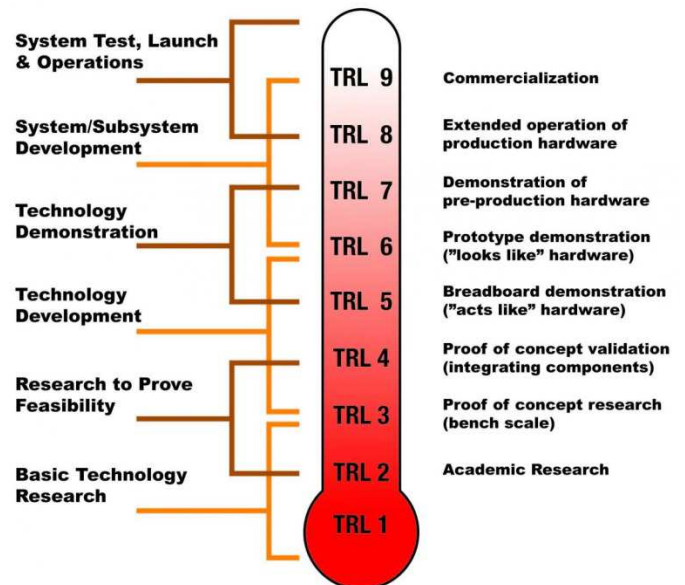 System Test, Launch
& Operations
System/Subsystem
Development
Technology
Demonstration
Technology
Development
Research to Prove
Feasibility
Basic Technology
Research
TRL 9
TRL 8
TRL 7
TRL 6
TRL 5
TRL 4
TRL 3
TRL 2
TRL 1
Commercialization
Extended operation of
production hardware
Demonstration of
pre-production hardware
Prototype demonstration
(”looks like” hardware)
Breadboard demonstration
(”acts like” hardware)
Proof of concept validation
(integrating components)
Proof of concept research
(bench scale)
Academic Research